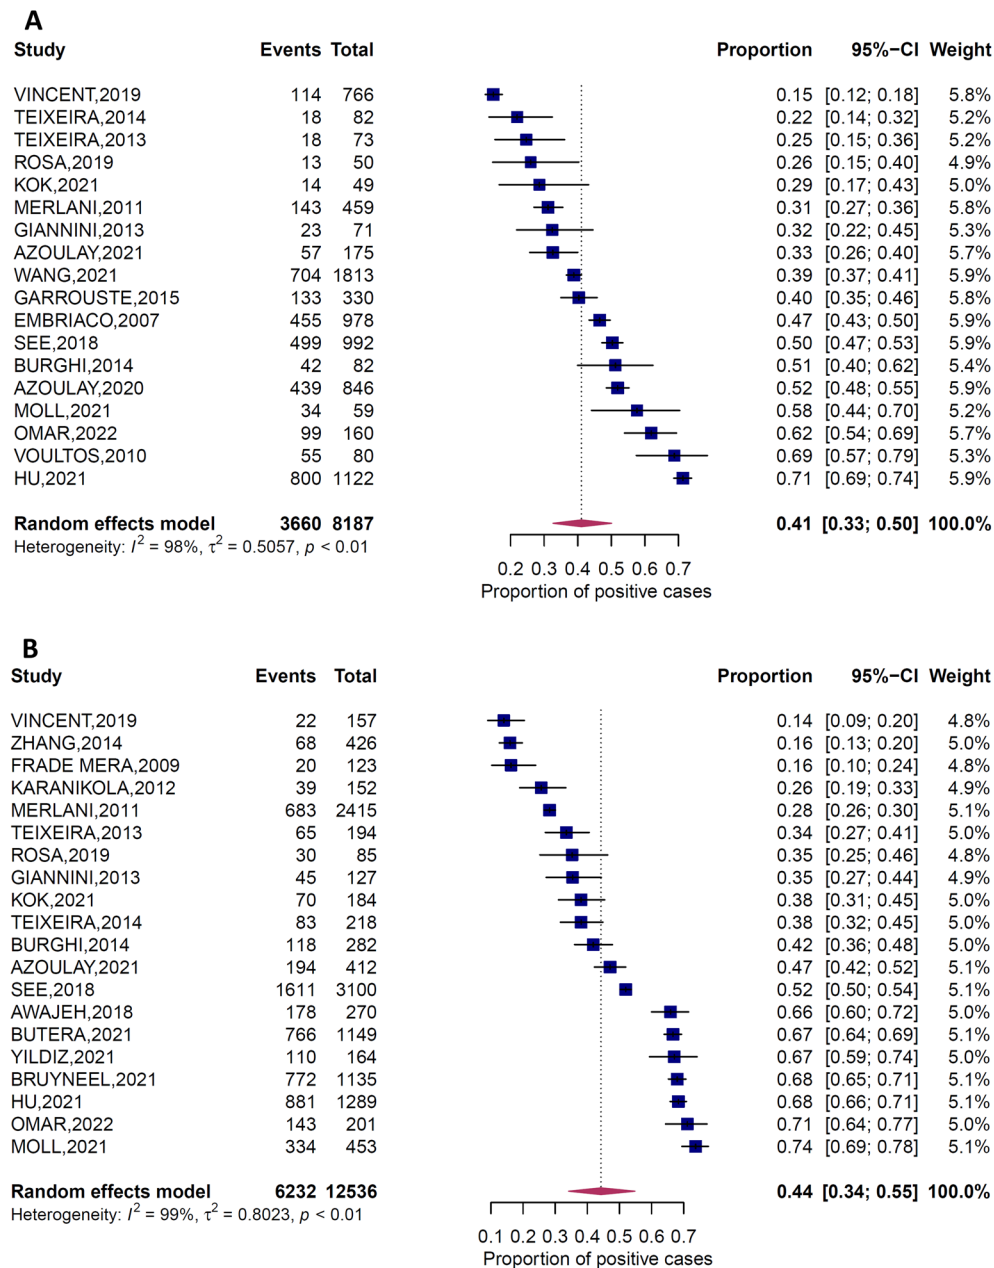 A
Study Events Total Proportion 95%−CI Weight
VINCENT,2019 114 766 0.15 [0.12; 0.18] 5.8%
TEIXEIRA,2014 18 82 0.22 [0.14; 0.32] 5.2%
TEIXEIRA,2013 18 73 0.25 [0.15; 0.36] 5.2%
ROSA,2019 13 50 0.26 [0.15; 0.40] 4.9%
KOK,2021 14 49 0.29 [0.17; 0.43] 5.0%
MERLANI,2011 143 459 0.31 [0.27; 0.36] 5.8%
GIANNINI,2013 23 71 0.32 [0.22; 0.45] 5.3%
AZOULAY,2021 57 175 0.33 [0.26; 0.40] 5.7%
WANG,2021 704 1813 0.39 [0.37; 0.41] 5.9%
GARROUSTE,2015 133 330 0.40 [0.35; 0.46] 5.8%
EMBRIACO,2007 455 978 0.47 [0.43; 0.50] 5.9%
SEE,2018 499 992 0.50 [0.47; 0.53] 5.9%
BURGHI,2014 42 82 0.51 [0.40; 0.62] 5.4%
AZOULAY,2020 439 846 0.52 [0.48; 0.55] 5.9%
MOLL,2021 34 59 0.58 [0.44; 0.70] 5.2%
OMAR,2022 99 160 0.62 [0.54; 0.69] 5.7%
VOULTOS,2010 55 80 0.69 [0.57; 0.79] 5.3%
HU,2021 800 1122 0.71 [0.69; 0.74] 5.9%
Random effects model 3660 8187 0.41 [0.33; 0.50] 100.0%
Heterogeneity: I² = 98%, τ² = 0.5057, p < 0.01
0.2 0.3 0.4 0.5 0.6 0.7
Proportion of positive cases
B
Study Events Total Proportion 95%−CI Weight
VINCENT,2019 22 157 0.14 [0.09; 0.20] 4.8%
ZHANG,2014 68 426 0.16 [0.13; 0.20] 5.0%
FRADE MERA,2009 20 123 0.16 [0.10; 0.24] 4.8%
KARANIKOLA,2012 39 152 0.26 [0.19; 0.33] 4.9%
MERLANI,2011 683 2415 0.28 [0.26; 0.30] 5.1%
TEIXEIRA,2013 65 194 0.34 [0.27; 0.41] 5.0%
ROSA,2019 30 85 0.35 [0.25; 0.46] 4.8%
GIANNINI,2013 45 127 0.35 [0.27; 0.44] 4.9%
KOK,2021 70 184 0.38 [0.31; 0.45] 5.0%
TEIXEIRA,2014 83 218 0.38 [0.32; 0.45] 5.0%
BURGHI,2014 118 282 0.42 [0.36; 0.48] 5.0%
AZOULAY,2021 194 412 0.47 [0.42; 0.52] 5.1%
SEE,2018 1611 3100 0.52 [0.50; 0.54] 5.1%
AWAJEH,2018 178 270 0.66 [0.60; 0.72] 5.0%
BUTERA,2021 766 1149 0.67 [0.64; 0.69] 5.1%
YILDIZ,2021 110 164 0.67 [0.59; 0.74] 5.0%
BRUYNEEL,2021 772 1135 0.68 [0.65; 0.71] 5.1%
HU,2021 881 1289 0.68 [0.66; 0.71] 5.1%
OMAR,2022 143 201 0.71 [0.64; 0.77] 5.0%
MOLL,2021 334 453 0.74 [0.69; 0.78] 5.1%
Random effects model 6232 12536 0.44 [0.34; 0.55] 100.0%
Heterogeneity: I² = 99%, τ² = 0.8023, p < 0.01
0.1 0.2 0.3 0.4 0.5 0.6 0.7
Proportion of positive cases